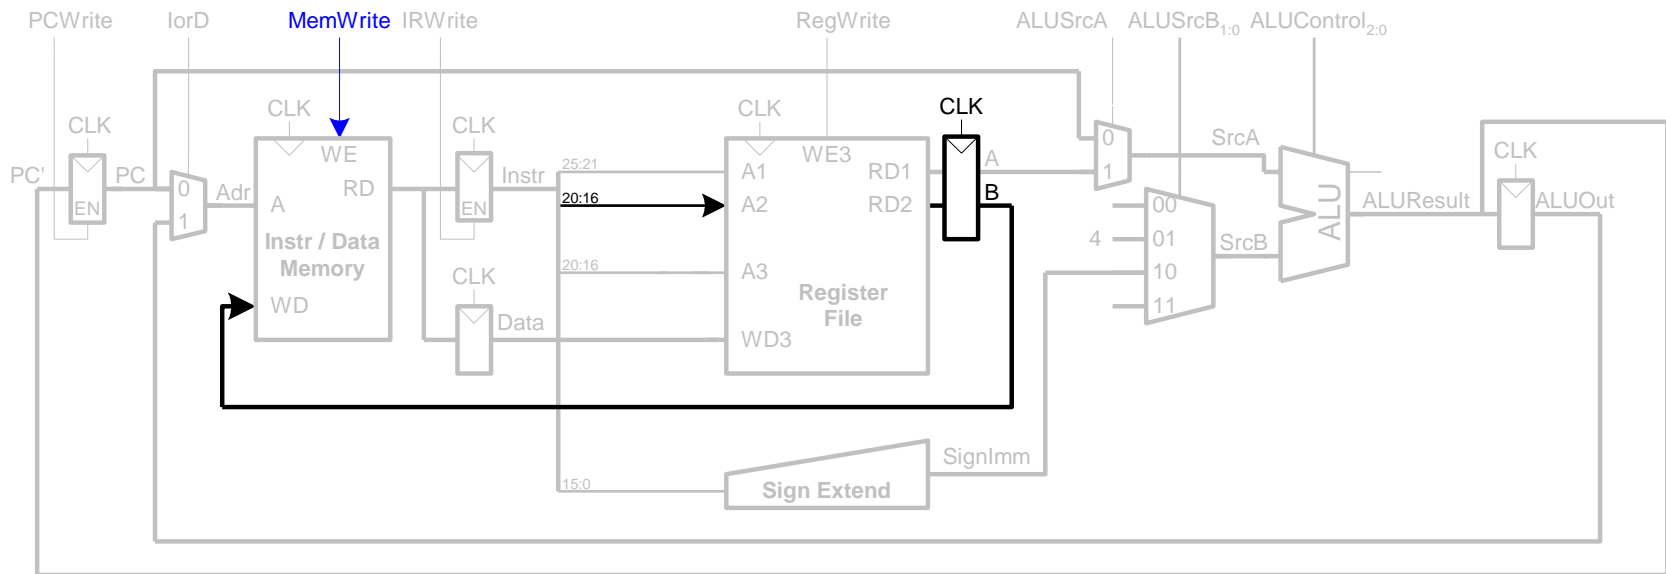 PCWrite IorD MemWrite IRWrite RegWrite ALUSrcA ALUSrcB1:0 ALUControl2:0
CLK CLK CLK CLK CLK CLK
PC' PC EN 0 1 Adr
WE
RD
A
Instr / Data
Memory
WD
EN Instr
CLK
Data
25:21
20:16
20:16
15:0
WE3
A1 RD1
A2 RD2
A3
Register
File
WD3
A
B
0
1
SrcA
00
4 01
10
11
SrcB
ALU
ALUResult
ALUOut
SignImm
Sign Extend